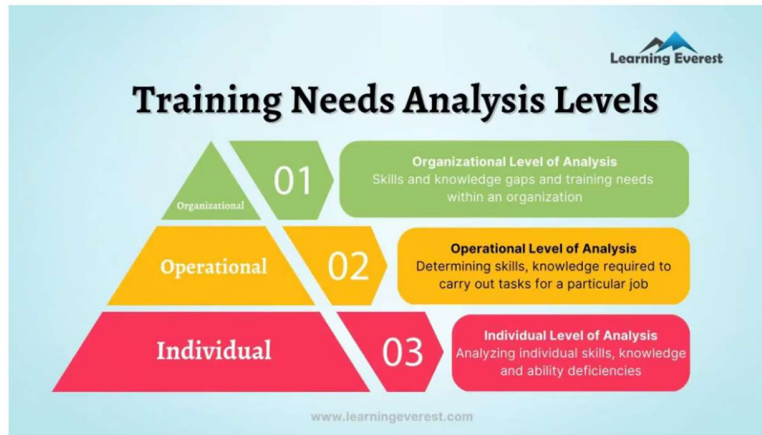 Learning Everest
Training Needs Analysis Levels
Organizational
01
Organizational Level of Analysis
Skills and knowledge gaps and training needs
within an organization
Operational
02
Operational Level of Analysis
Determining skills, knowledge required to
carry out tasks for a particular job
Individual
03
Individual Level of Analysis
Analyzing individual skills, knowledge
and ability deficiencies
www.learningeverest.com